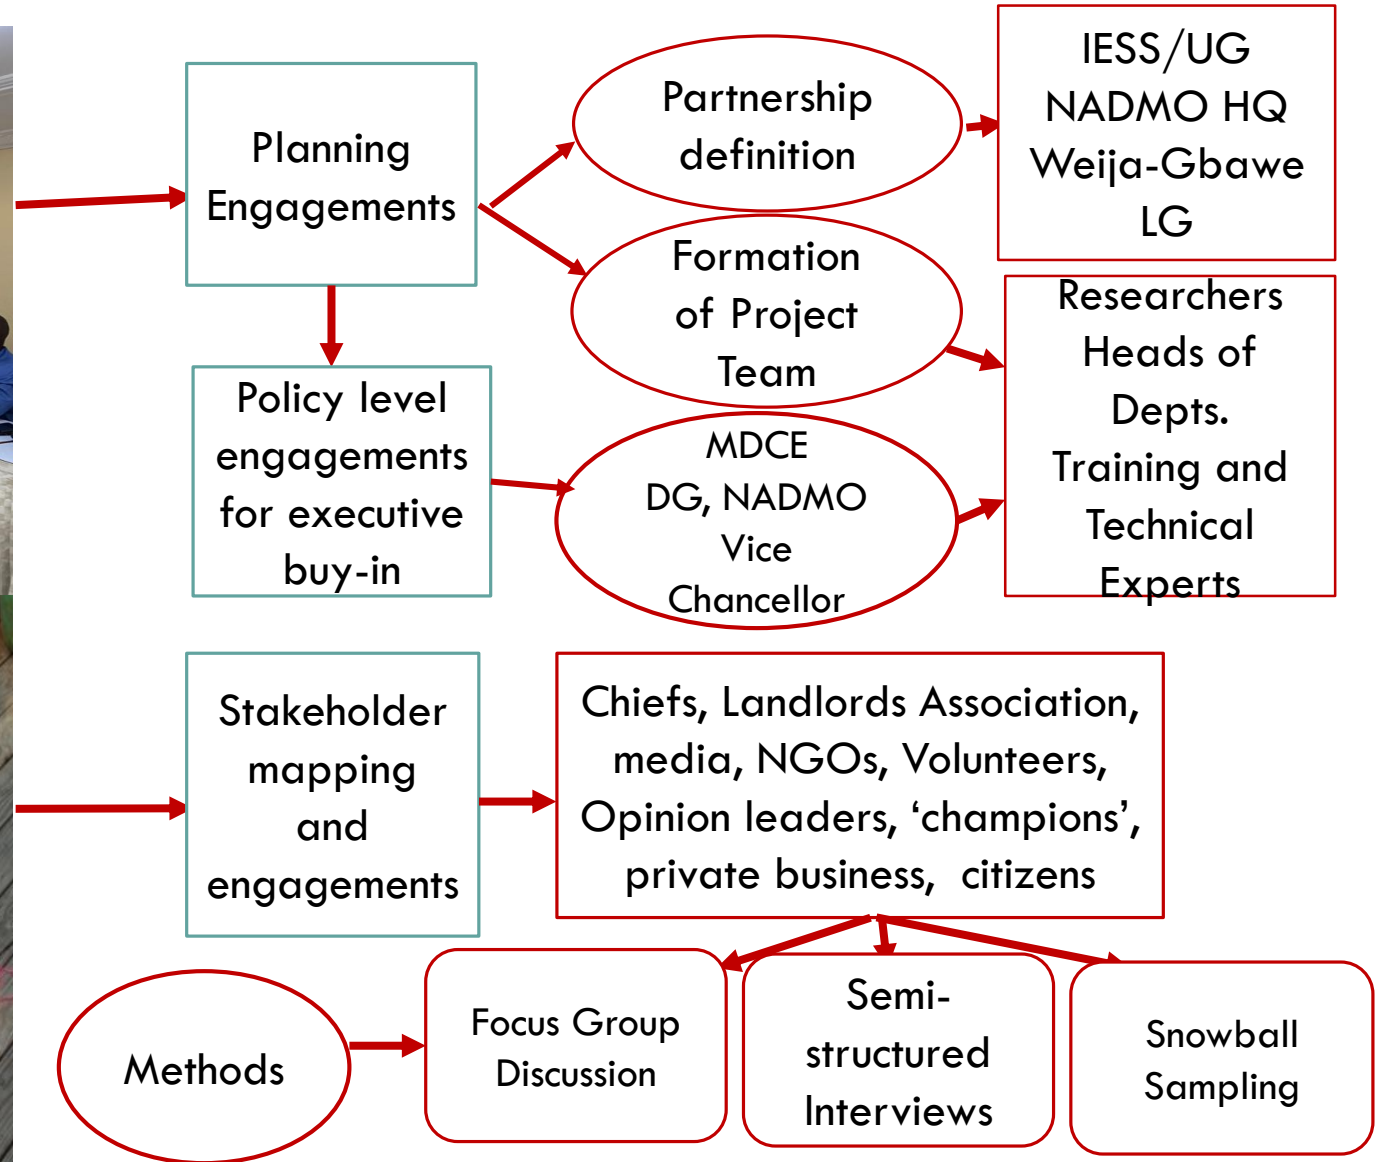 Planning
Engagements
Partnership
definition
IESS/UG
NADMO HQ
Weija-Gbawe
LG
Formation
of Project
Team
Researchers
Heads of
Depts.
Training and
Technical
Experts
Policy level
engagements
for executive
buy-in
MDCE
DG, NADMO
Vice
Chancellor
Stakeholder
mapping
and
engagements
Chiefs, Landlords Association,
media, NGOs, Volunteers,
Opinion leaders, ‘champions’,
private business, citizens
Methods
Focus Group
Discussion
Semi-
structured
Interviews
Snowball
Sampling